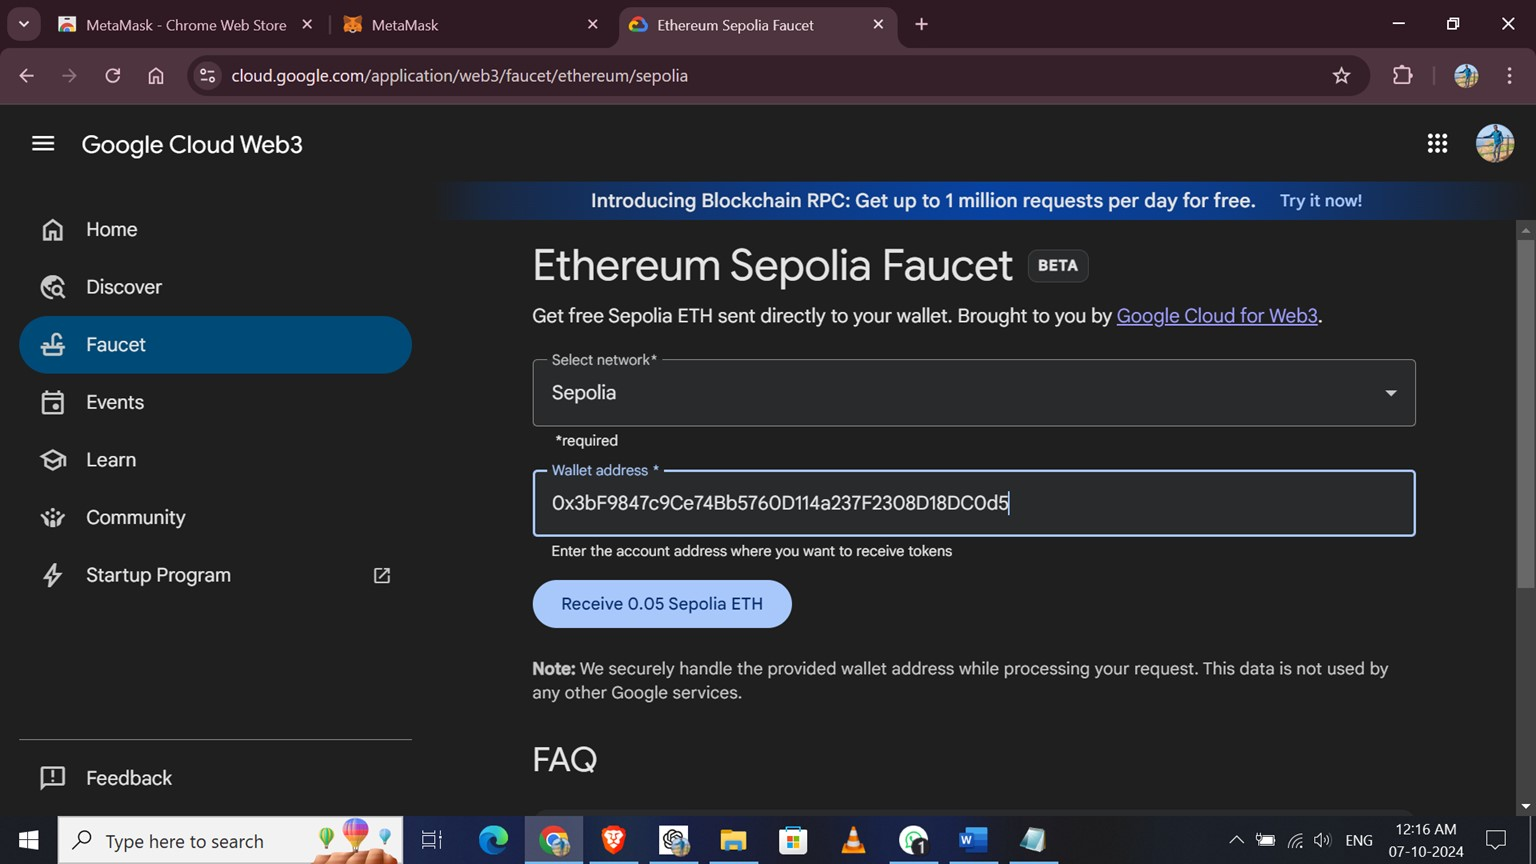 MetaMask - Chrome Web Store
MetaMask
Ethereum Sepolia Faucet
cloud.google.com/application/web3/faucet/ethereum/sepolia
Google Cloud Web3
Introducing Blockchain RPC: Get up to 1 million requests per day for free. Try it now!
Home
Discover
Faucet
Events
Learn
Community
Startup Program
Feedback
Ethereum Sepolia Faucet BETA
Get free Sepolia ETH sent directly to your wallet. Brought to you by Google Cloud for Web3.
Select network*
Sepolia
*required
Wallet address *
0x3bF9847c9Ce74Bb5760D114a237F2308D18DC0d5
Enter the account address where you want to receive tokens
Receive 0.05 Sepolia ETH
Note: We securely handle the provided wallet address while processing your request. This data is not used by
any other Google services.
FAQ
Type here to search
1
W
ENG
12:16 AM
07-10-2024